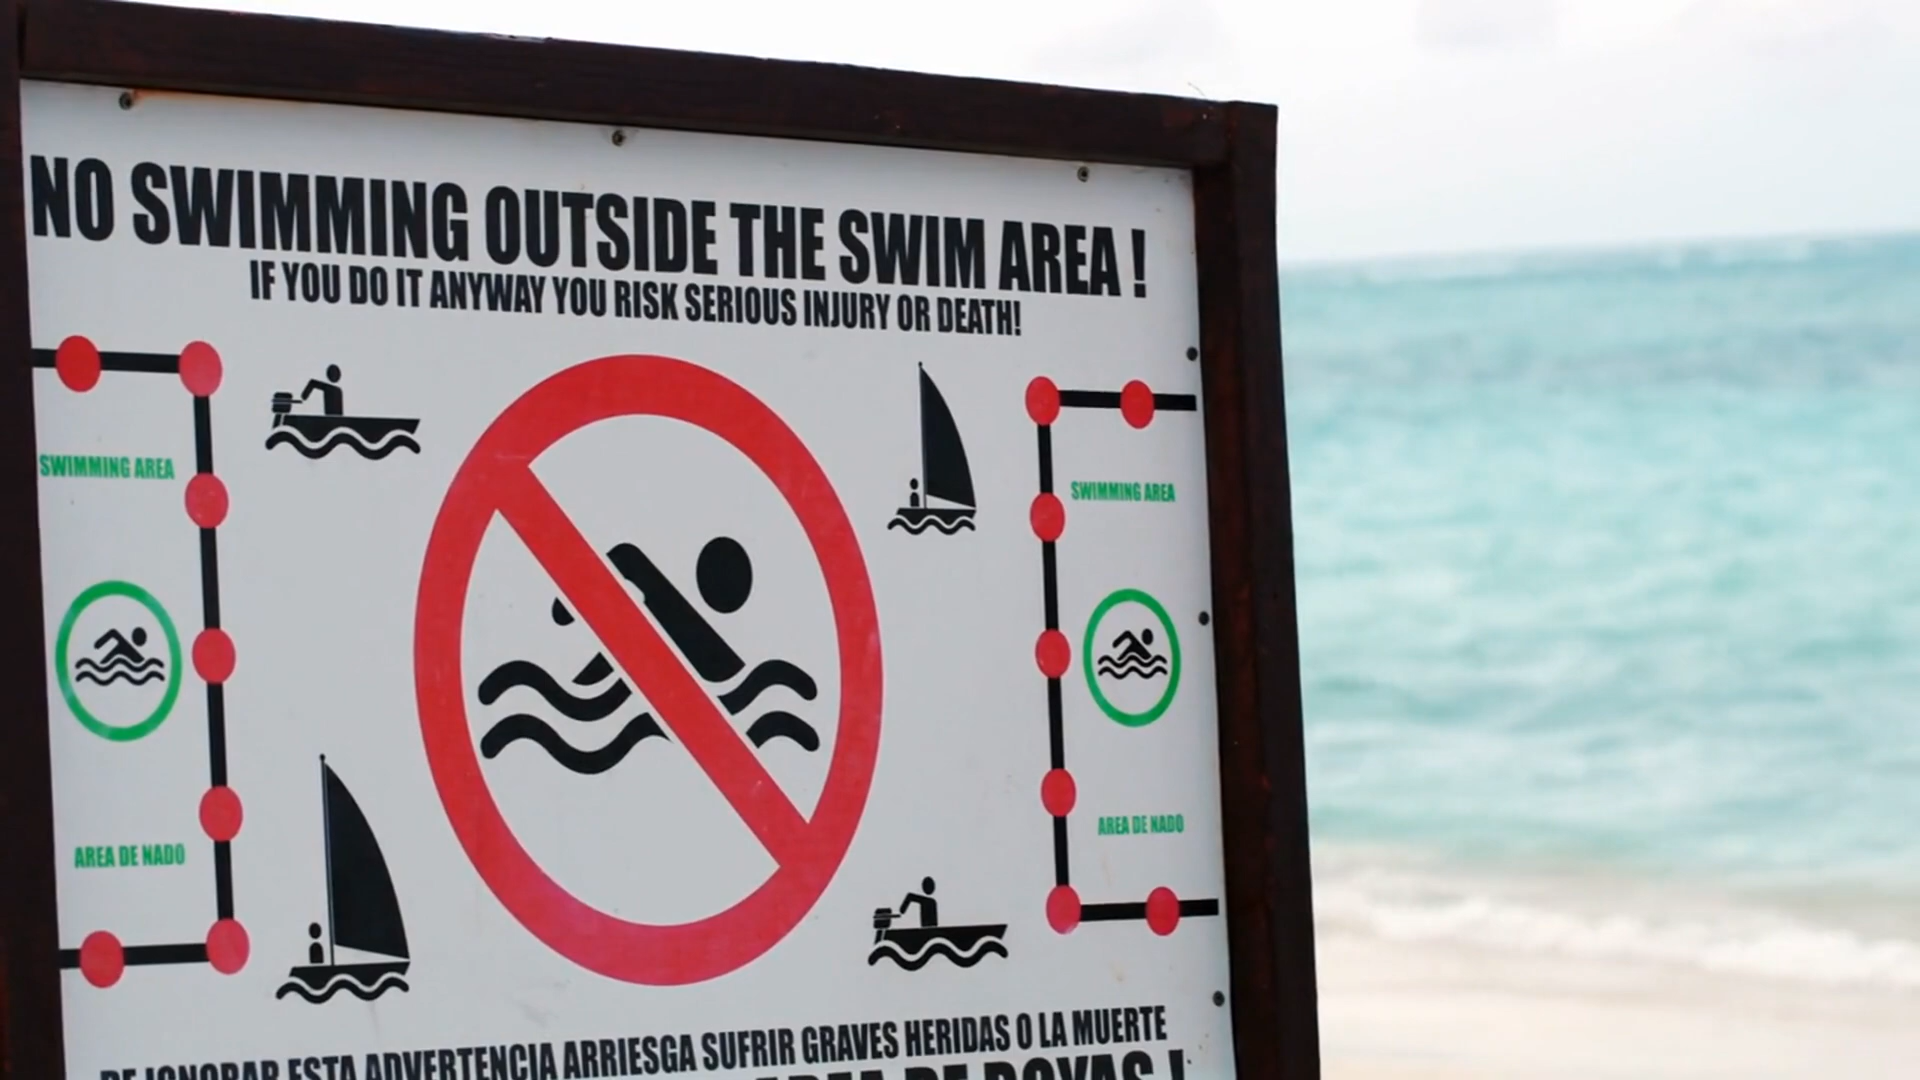 NO SWIMMING OUTSIDE THE SWIM AREA !
IF YOU DO IT ANYWAY YOU RISK SERIOUS INJURY OR DEATH!
SWIMMING AREA
AREA DE NADO
SWIMMING AREA
AREA DE NADO
DE IGNORAR ESTA ADVERTENCIA ARRIESGA SUFRIR GRAVES HERIDAS O LA MUERTE
AREA DE BOYAS !